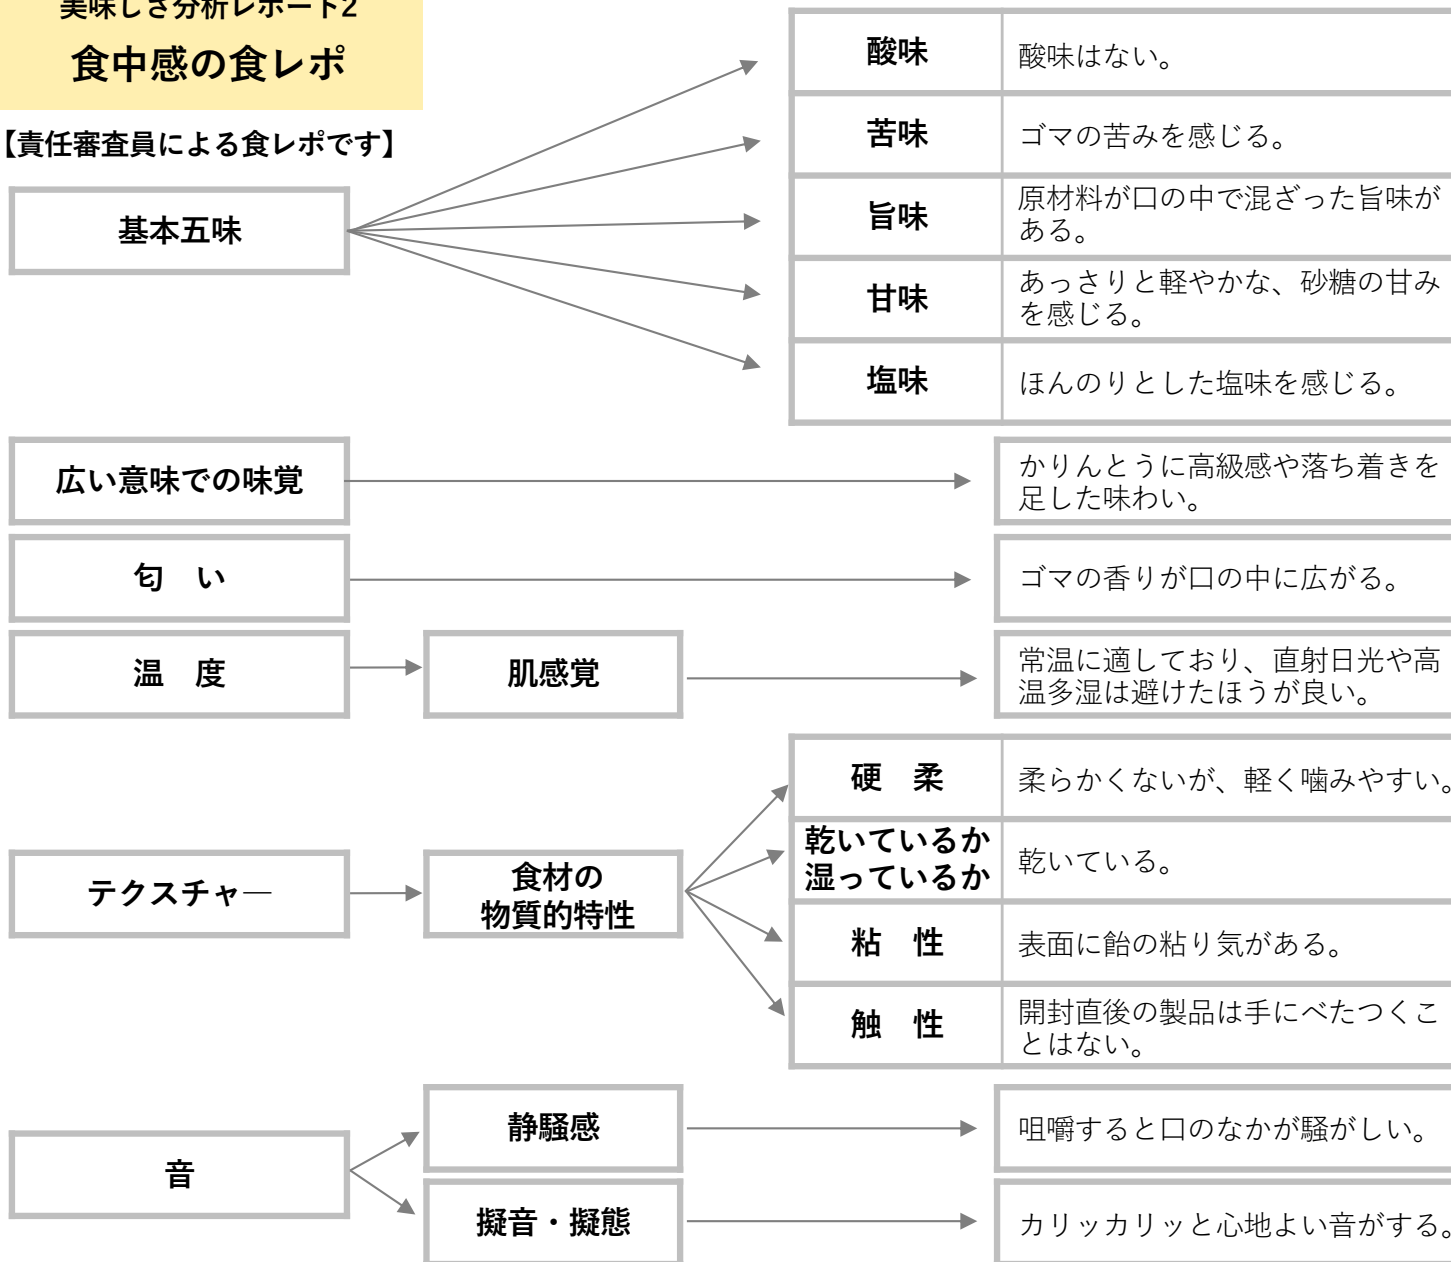 美味しさ分析レポート2
食中感の食レポ
【責任審査員による食レポです】
基本五味
酸味
酸味はない。
苦味
ゴマの苦みを感じる。
旨味
原材料が口の中で混ざった旨味が
ある。
甘味
あっさりと軽やかな、砂糖の甘み
を感じる。
塩味
ほんのりとした塩味を感じる。
広い意味での味覚
かりんとうに高級感や落ち着きを
足した味わい。
匂　い
ゴマの香りが口の中に広がる。
温　度
肌感覚
常温に適しており、直射日光や高
温多湿は避けたほうが良い。
テクスチャ―
食材の
物質的特性
硬　柔
柔らかくないが、軽く噛みやすい。
乾いているか
湿っているか
乾いている。
粘　性
表面に飴の粘り気がある。
触　性
開封直後の製品は手にべたつくこ
とはない。
音
静騒感
咀嚼すると口のなかが騒がしい。
擬音・擬態
カリッカリッと心地よい音がする。